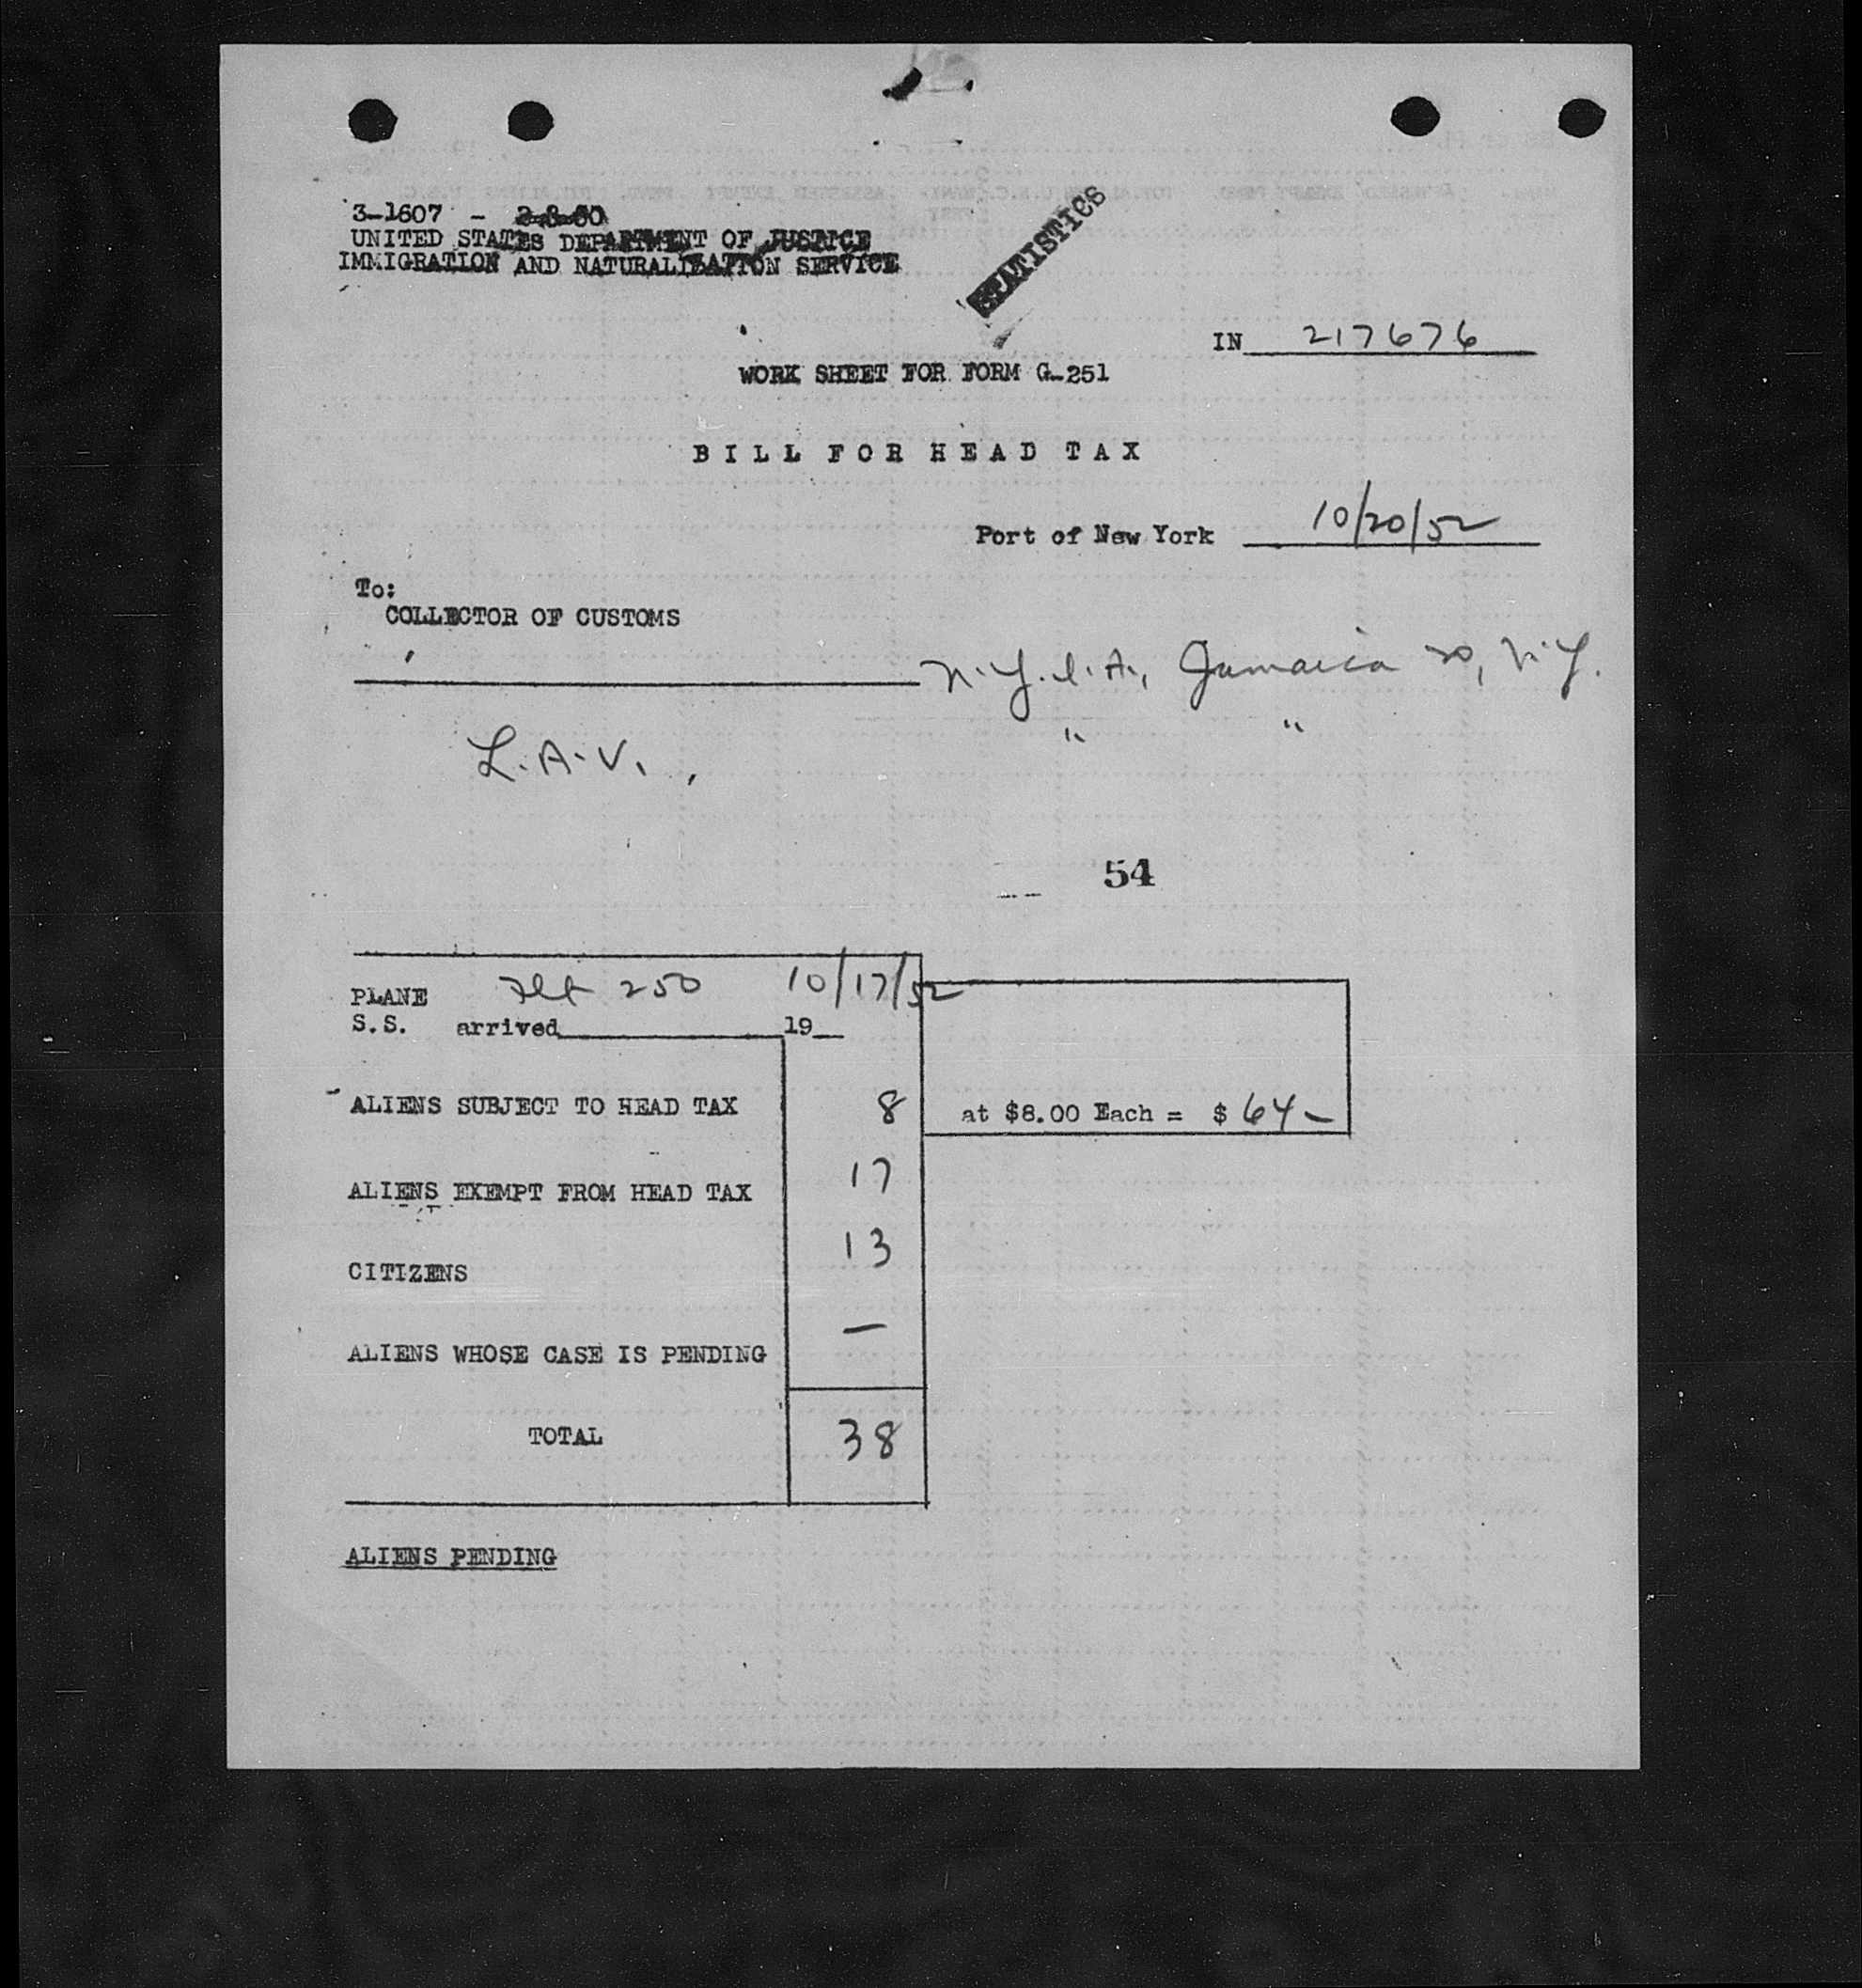 3-1607 - 2-8-50
UNITED STATES DEPARTMENT OF JUSTICE
IMMIGRATION AND NATURALIZATION SERVICE
STATISTICS
IN 217676
WORK SHEET FOR FORM G-251
BILL FOR HEAD TAX
Port of New York 10/20/52
To:
COLLECTOR OF CUSTOMS
N.Y.I.A., Jamaica 30, N.Y.
L.A.V. , " "
54
PLANE Flt 250 10/17/52
S.S. arrived 19
ALIENS SUBJECT TO HEAD TAX 8 at $8.00 Each = $ 64-
ALIENS EXEMPT FROM HEAD TAX 17
CITIZENS 13
ALIENS WHOSE CASE IS PENDING —
TOTAL 38
ALIENS PENDING